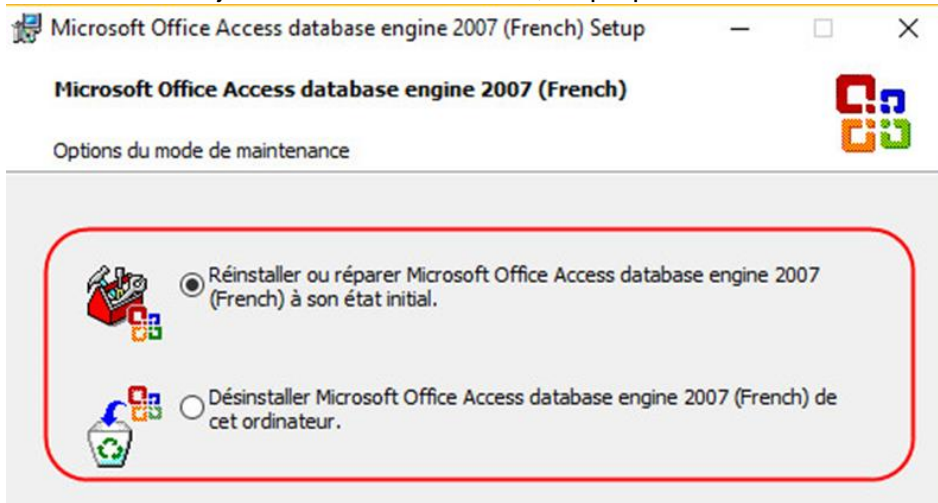 Microsoft Office Access database engine 2007 (French) Setup
Microsoft Office Access database engine 2007 (French)
Options du mode de maintenance
Réinstaller ou réparer Microsoft Office Access database engine 2007
(French) à son état initial.
Désinstaller Microsoft Office Access database engine 2007 (French) de
cet ordinateur.